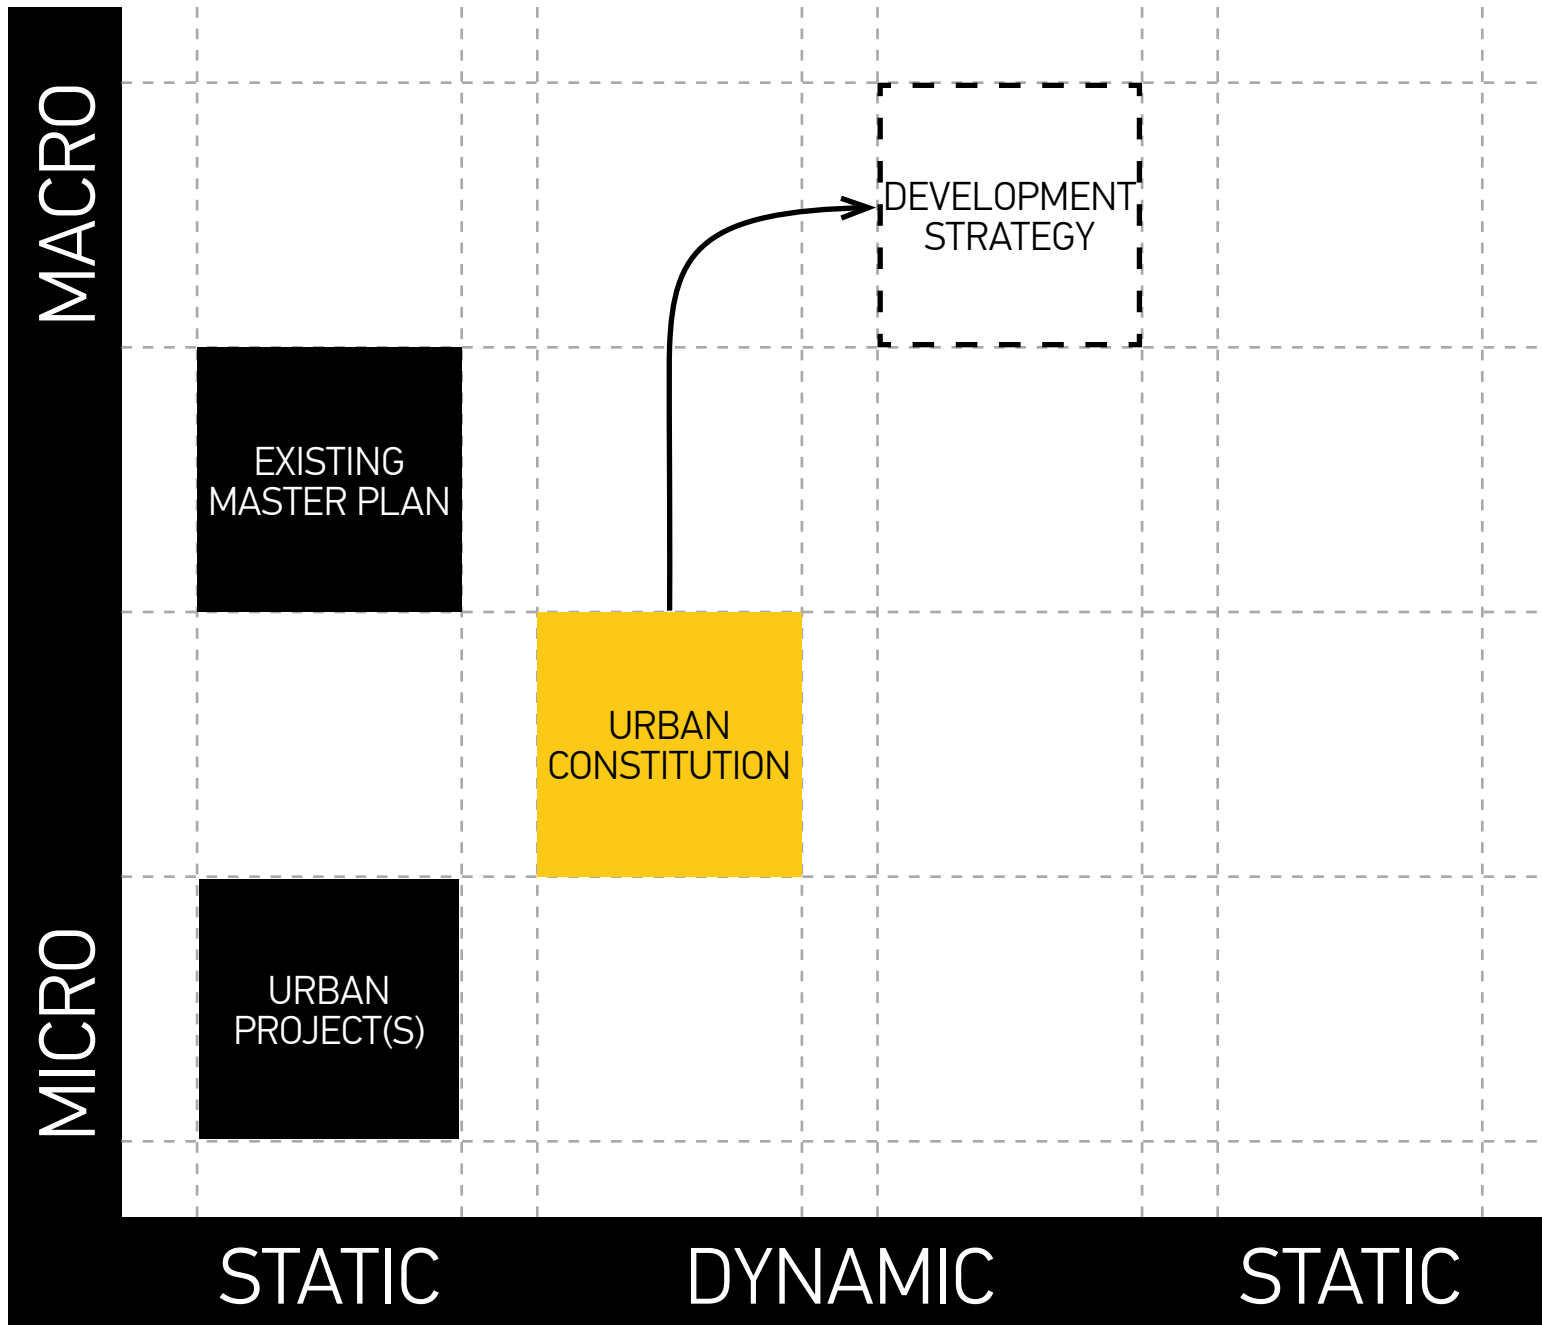 MACRO
DEVELOPMENT
STRATEGY
EXISTING
MASTER PLAN
URBAN
CONSTITUTION
MICRO
URBAN
PROJECT(S)
STATIC
DYNAMIC
STATIC